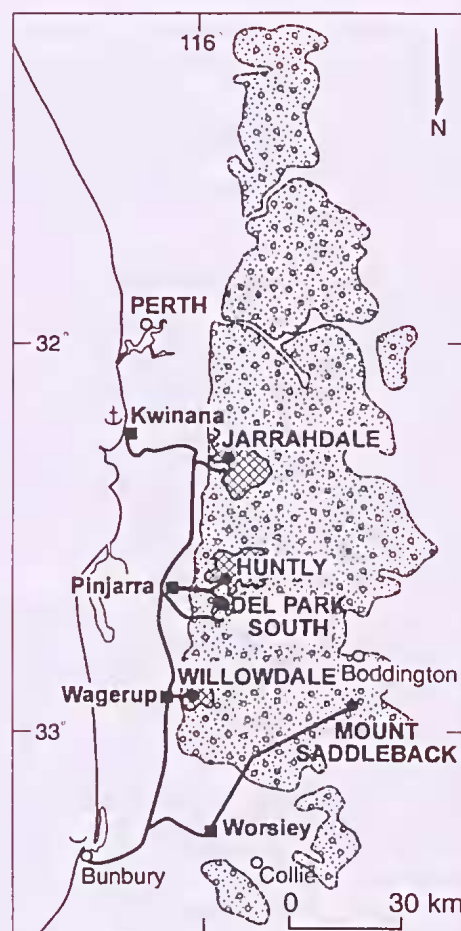 116°
N
PERTH
32°
Kwinana
JARRAHDALE
HUNTLY
Pinjarra
DEL PARK
SOUTH
WILLOWDALE
Boddington
Wagerup
33°
MOUNT
SADDLEBACK
Worsley
Bunbury
Collie
0 30 km